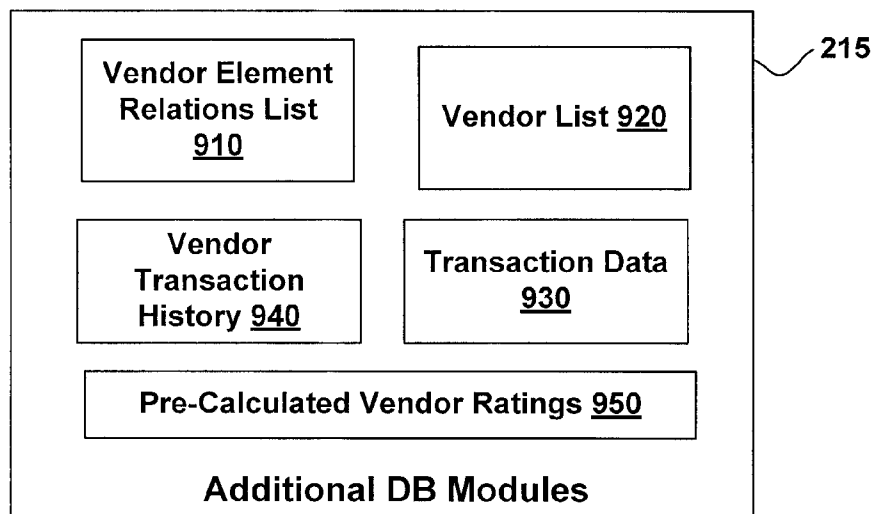 Vendor Element
Relations List
910
Vendor List 920
215
Vendor
Transaction
History 940
Transaction Data
930
Pre-Calculated Vendor Ratings 950
Additional DB Modules